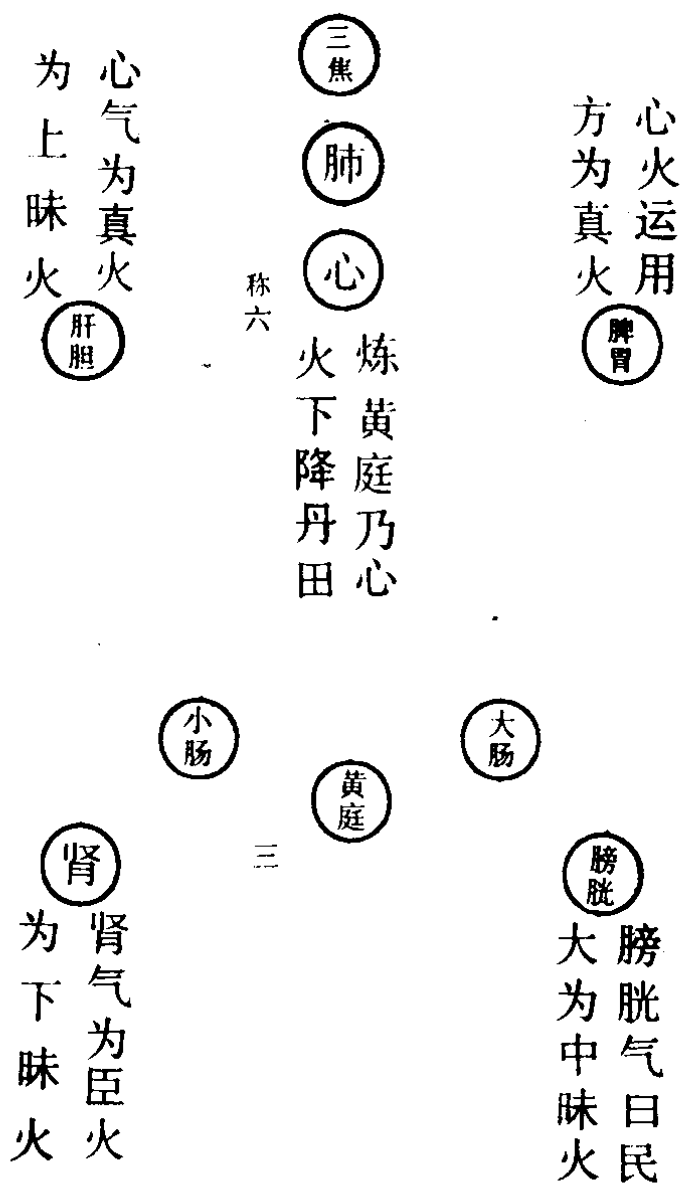 三焦
肺
心
心火运用
方为真火
脾胃
炼黄庭乃心
火下降丹田
称六
心气为真火
为上昧火
肝胆
大肠
黄庭
小肠
三
膀胱
膀胱气曰民
大为中昧火
肾
肾气为臣火
为下昧火